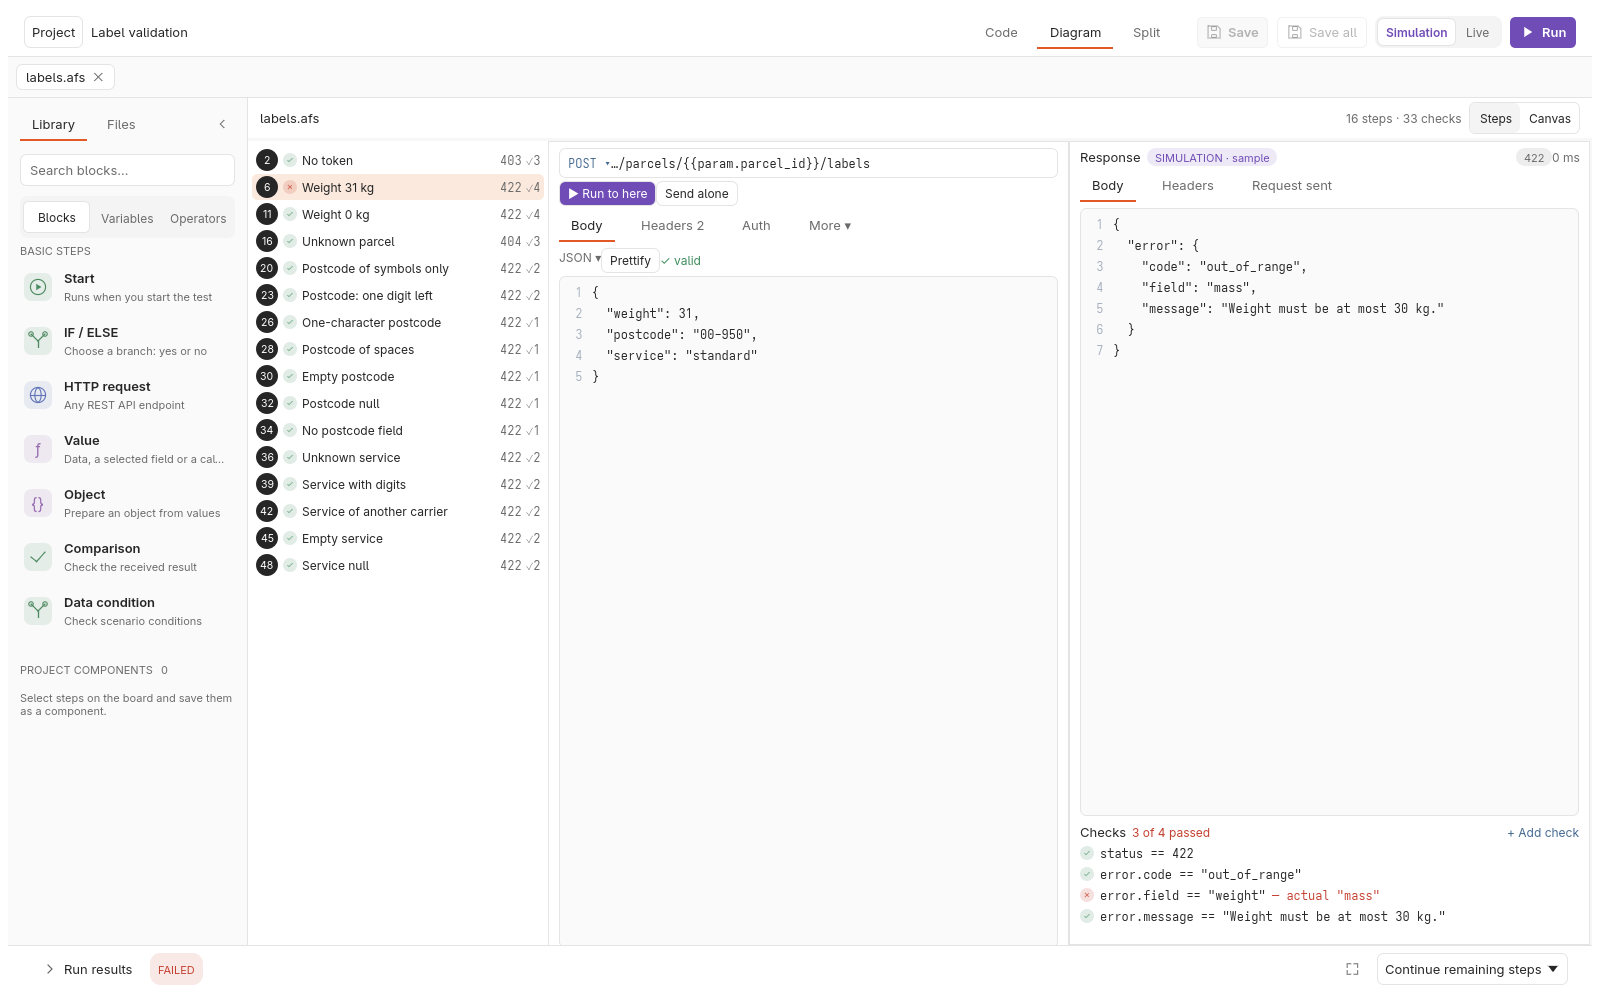 Project Label validation Code Diagram Split Save Save all Simulation Live Run
labels.afs
Library Files
Search blocks...
Blocks Variables Operators
BASIC STEPS
Start
Runs when you start the test
IF / ELSE
Choose a branch: yes or no
HTTP request
Any REST API endpoint
Value
Data, a selected field or a cal...
Object
Prepare an object from values
Comparison
Check the received result
Data condition
Check scenario conditions
PROJECT COMPONENTS 0
Select steps on the board and save them
as a component.
labels.afs 16 steps · 33 checks Steps Canvas
2 No token 403 ✓3
6 Weight 31 kg 422 ✓4
11 Weight 0 kg 422 ✓4
16 Unknown parcel 404 ✓3
20 Postcode of symbols only 422 ✓2
23 Postcode: one digit left 422 ✓2
26 One-character postcode 422 ✓1
28 Postcode of spaces 422 ✓1
30 Empty postcode 422 ✓1
32 Postcode null 422 ✓1
34 No postcode field 422 ✓1
36 Unknown service 422 ✓2
39 Service with digits 422 ✓2
42 Service of another carrier 422 ✓2
45 Empty service 422 ✓2
48 Service null 422 ✓2
POST ▾ …/parcels/{{param.parcel_id}}/labels
Run to here Send alone
Body Headers 2 Auth More ▾
JSON ▾ Prettify ✓ valid
1 {
2 "weight": 31,
3 "postcode": "00-950",
4 "service": "standard"
5 }
Response SIMULATION · sample 422 0 ms
Body Headers Request sent
1 {
2 "error": {
3 "code": "out_of_range",
4 "field": "mass",
5 "message": "Weight must be at most 30 kg."
6 }
7 }
Checks 3 of 4 passed + Add check
status == 422
error.code == "out_of_range"
error.field == "weight" — actual "mass"
error.message == "Weight must be at most 30 kg."
Run results FAILED Continue remaining steps